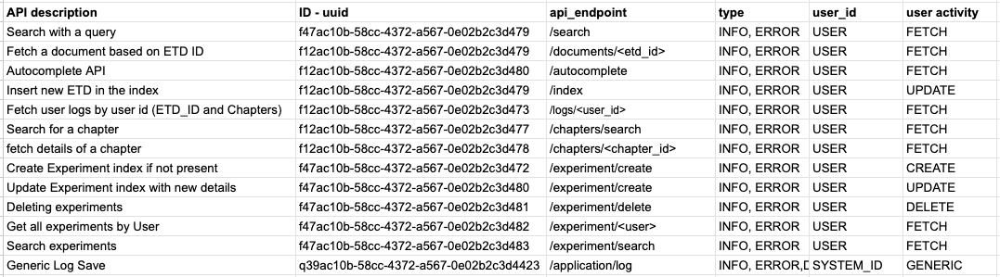 API description ID - uuid api_endpoint type user_id user activity
Search with a query f47ac10b-58cc-4372-a567-0e02b2c3d479 /search INFO, ERROR USER FETCH
Fetch a document based on ETD ID f12ac10b-58cc-4372-a567-0e02b2c3d479 /documents/<etd_id> INFO, ERROR USER FETCH
Autocomplete API f12ac10b-58cc-4372-a567-0e02b2c3d480 /autocomplete INFO, ERROR USER FETCH
Insert new ETD in the index f12ac10b-58cc-4372-a567-0e02b2c3d479 /index INFO, ERROR USER UPDATE
Fetch user logs by user id (ETD_ID and Chapters) f12ac10b-58cc-4372-a567-0e02b2c3d473 /logs/<user_id> INFO, ERROR USER FETCH
Search for a chapter f12ac10b-58cc-4372-a567-0e02b2c3d477 /chapters/search INFO, ERROR USER FETCH
fetch details of a chapter f12ac10b-58cc-4372-a567-0e02b2c3d478 /chapters/<chapter_id> INFO, ERROR USER FETCH
Create Experiment index if not present f47ac10b-58cc-4372-a567-0e02b2c3d472 /experiment/create INFO, ERROR USER CREATE
Update Experiment index with new details f47ac10b-58cc-4372-a567-0e02b2c3d480 /experiment/create INFO, ERROR USER UPDATE
Deleting experiments f47ac10b-58cc-4372-a567-0e02b2c3d481 /experiment/delete INFO, ERROR USER DELETE
Get all experiments by User f47ac10b-58cc-4372-a567-0e02b2c3d482 /experiment/<user> INFO, ERROR USER FETCH
Search experiments f47ac10b-58cc-4372-a567-0e02b2c3d483 /experiment/search INFO, ERROR USER FETCH
Generic Log Save q39ac10b-58cc-4372-a567-0e02b2c3d4423 /application/log INFO, ERROR,D SYSTEM_ID GENERIC